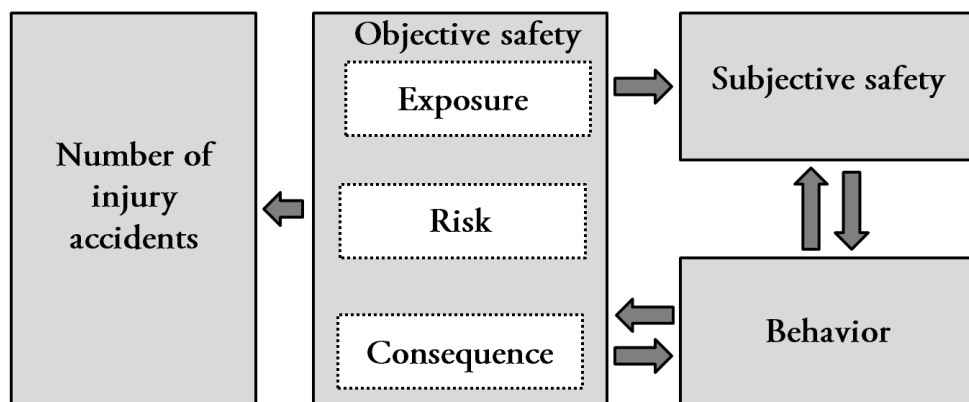 Number of
injury
accidents
Objective safety
Exposure
Risk
Consequence
Subjective safety
Behavior